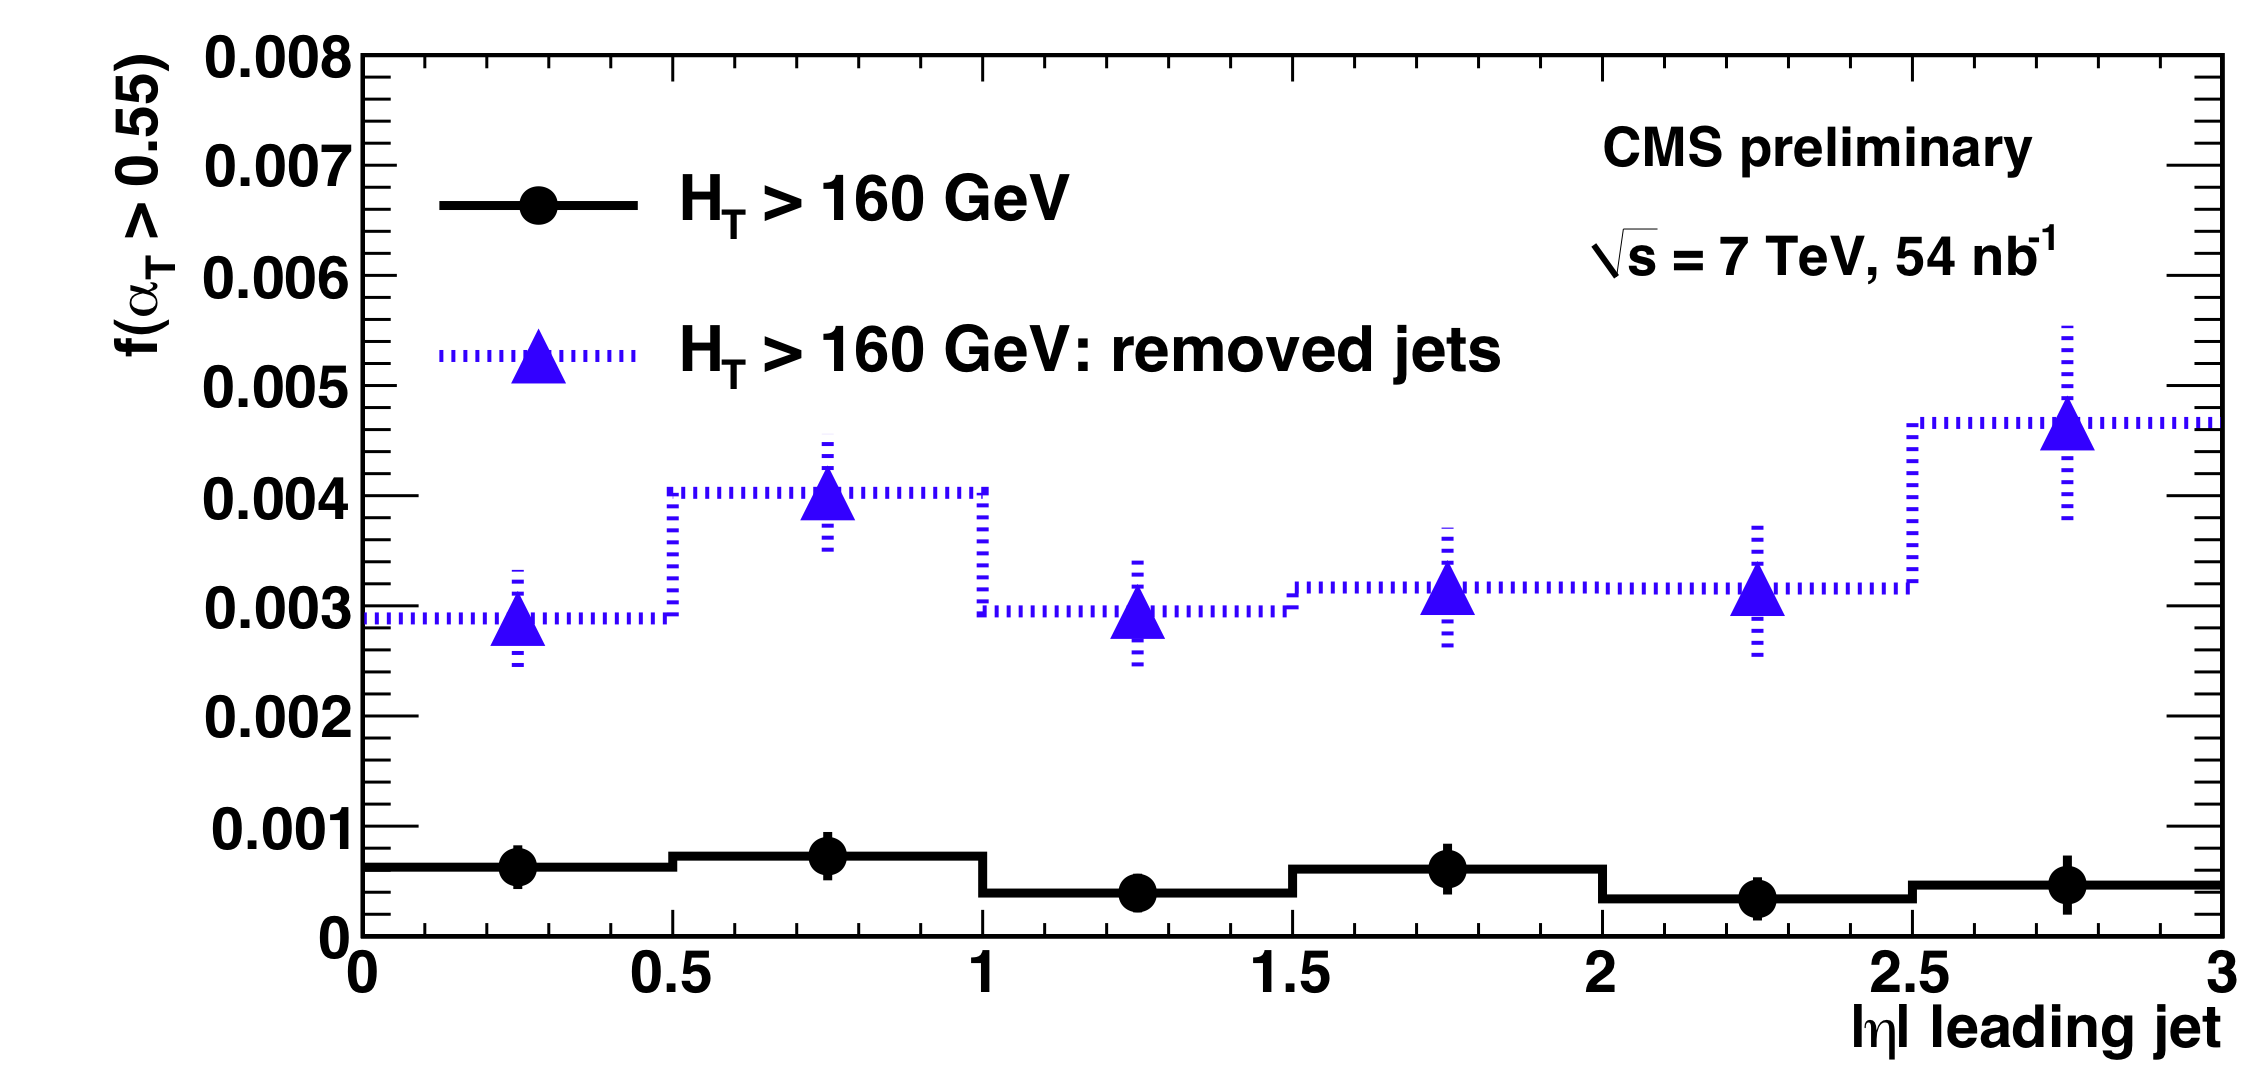 f(α_T > 0.55)
0.008
0.007
0.006
0.005
0.004
0.003
0.002
0.001
0
H_T > 160 GeV
H_T > 160 GeV: removed jets
CMS preliminary
√s = 7 TeV, 54 nb^-1
0 0.5 1 1.5 2 2.5 3
|η| leading jet